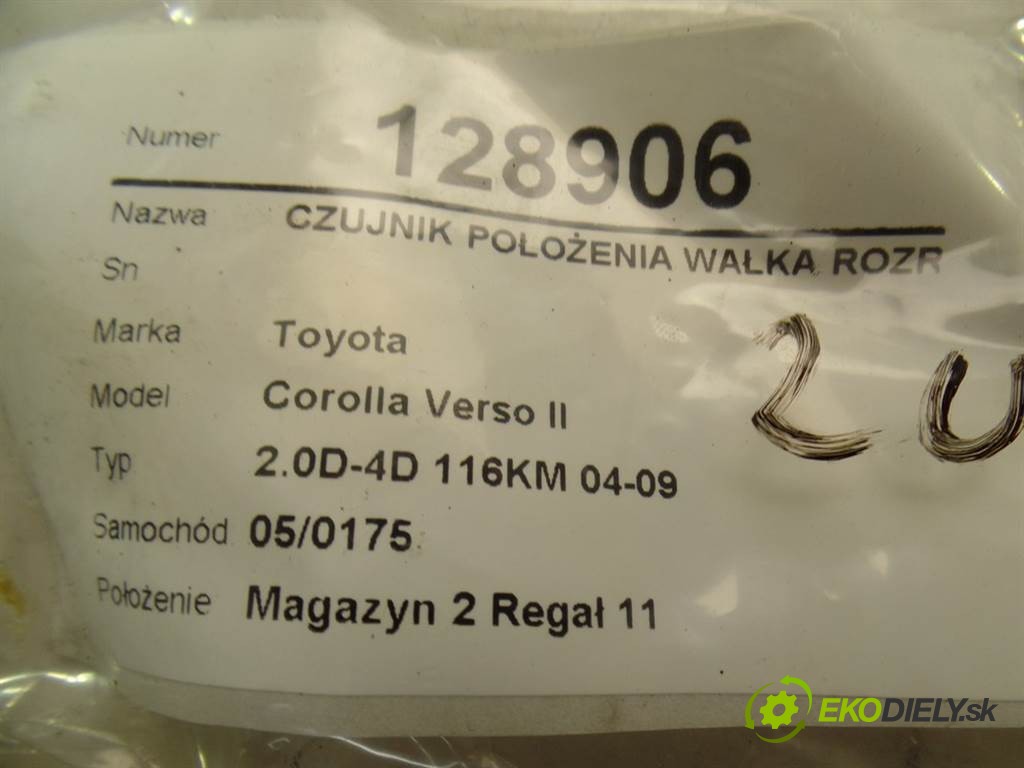 Numer 128906
Nazwa CZUJNIK POŁOŻENIA WAŁKA ROZR
Sn
Marka Toyota
Model Corolla Verso II
Typ 2.0D-4D 116KM 04-09
Samochód 05/0175
Położenie Magazyn 2 Regał 11
EKODIELY.sk